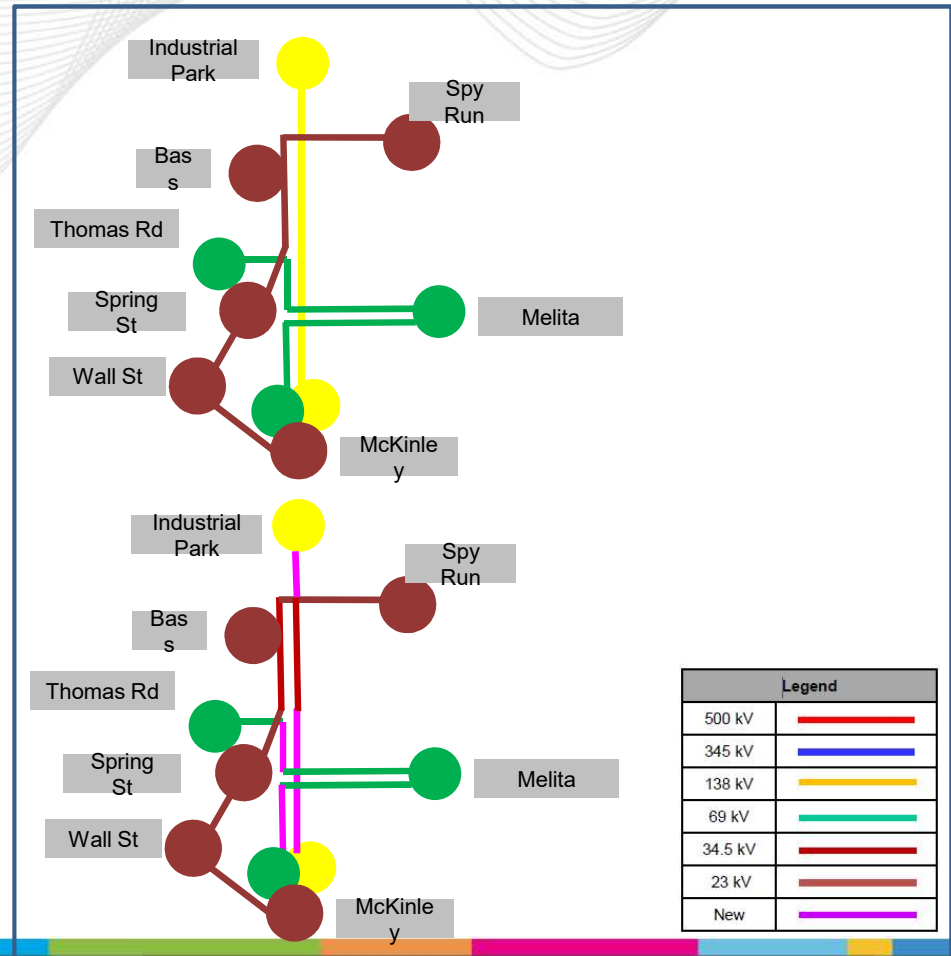 Industrial
Park
Spy
Run
Bas
s
Thomas Rd
Spring
St
Melita
Wall St
McKinle
y
Industrial
Park
Spy
Run
Bas
s
Thomas Rd
Spring
St
Melita
Wall St
McKinle
y
Legend
500 kV
345 kV
138 kV
69 kV
34.5 kV
23 kV
New